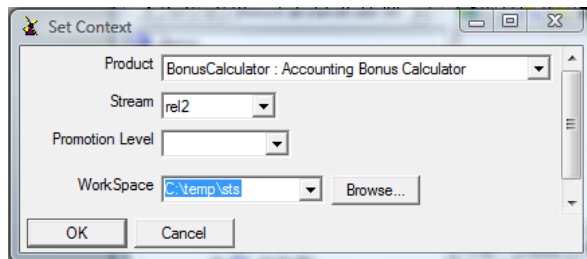 Set Context
Product BonusCalculator : Accounting Bonus Calculator
Stream rel2
Promotion Level
WorkSpace C:\temp\sts Browse...
OK Cancel